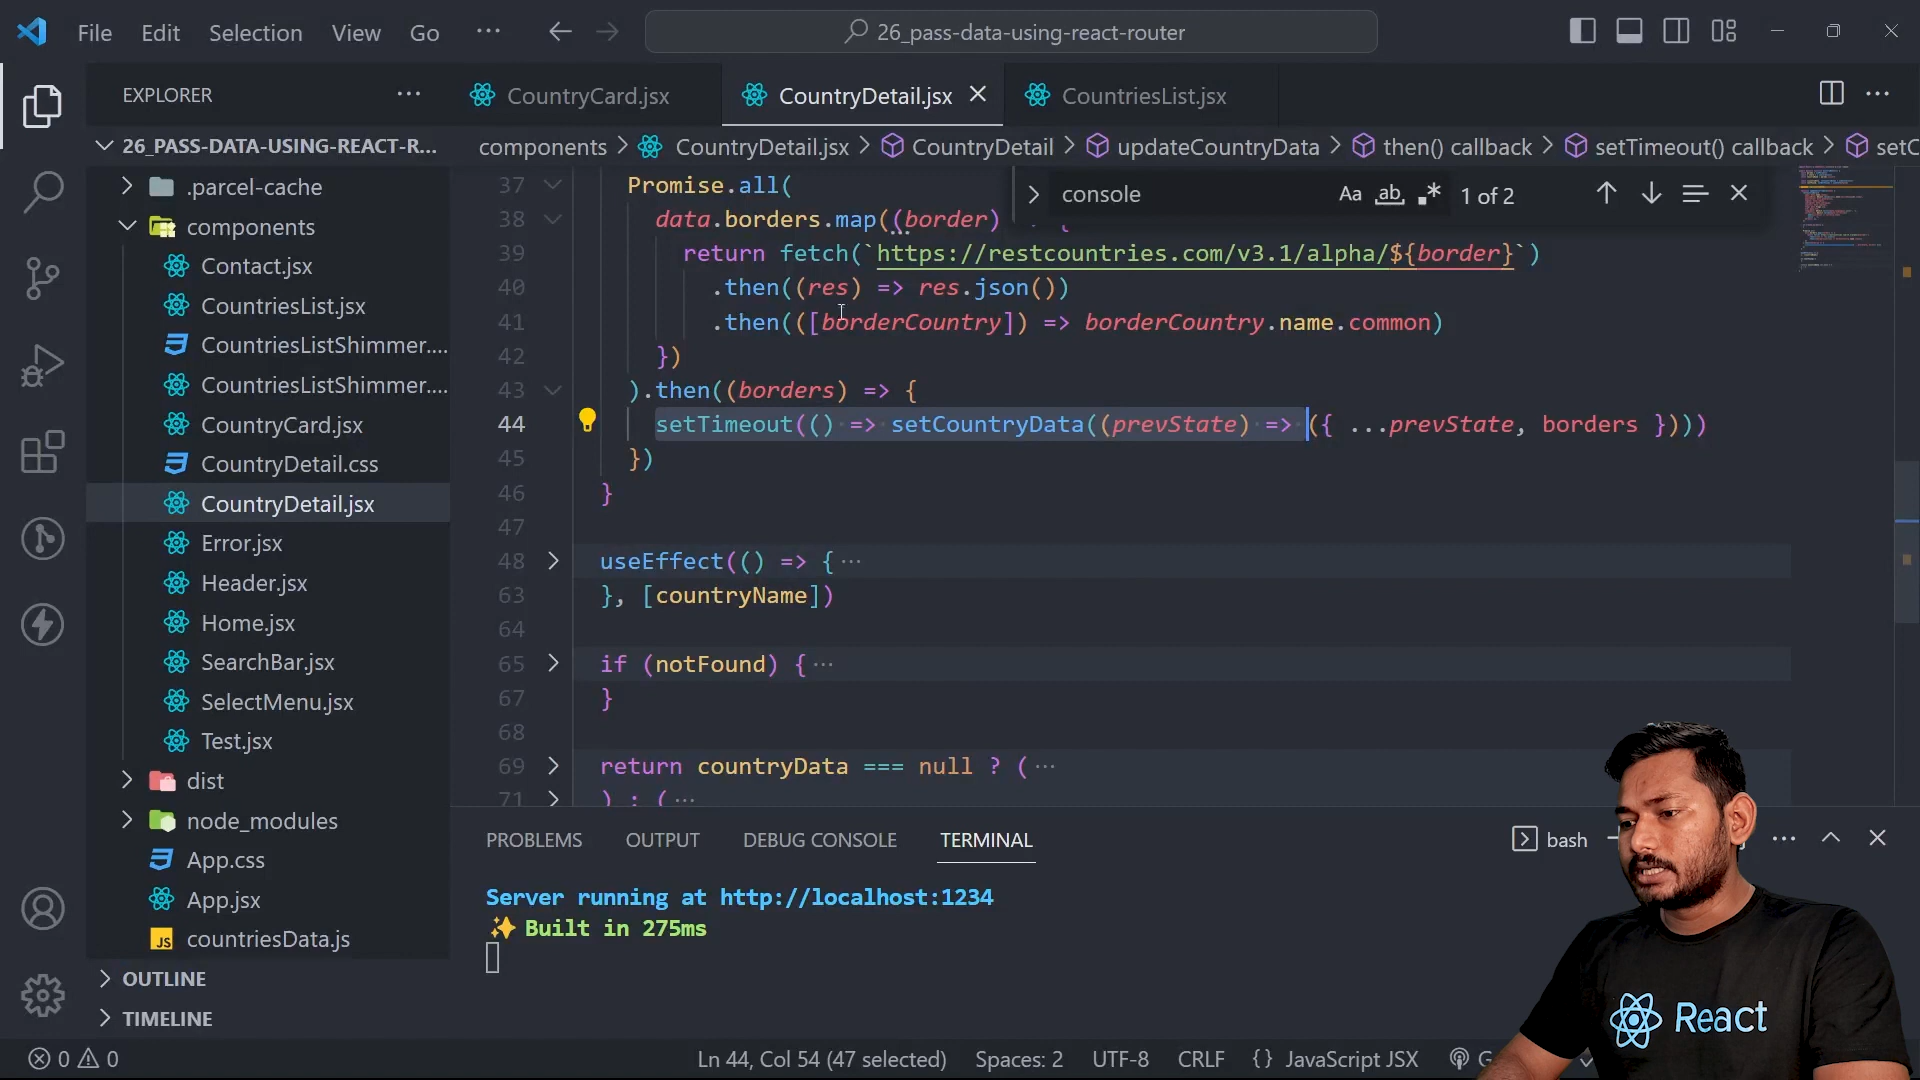 File Edit Selection View Go ··· 26_pass-data-using-react-router
EXPLORER ···
CountryCard.jsx CountryDetail.jsx CountriesList.jsx ···
26_PASS-DATA-USING-REACT-R...
components > CountryDetail.jsx > CountryDetail > updateCountryData > then() callback > setTimeout() callback > setC
console Aa ab .* 1 of 2
.parcel-cache
components
Contact.jsx
CountriesList.jsx
CountriesListShimmer....
CountriesListShimmer....
CountryCard.jsx
CountryDetail.css
CountryDetail.jsx
Error.jsx
Header.jsx
Home.jsx
SearchBar.jsx
SelectMenu.jsx
Test.jsx
dist
node_modules
App.css
App.jsx
JS countriesData.js
OUTLINE
TIMELINE
37 Promise.all(
38 data.borders.map((border) {
39 return fetch(`https://restcountries.com/v3.1/alpha/${border}`)
40 .then((res) => res.json())
41 .then(([borderCountry]) => borderCountry.name.common)
42 })
43 ).then((borders) => {
44 setTimeout(() => setCountryData((prevState) => ({ ...prevState, borders })))
45 })
46 }
47
48 useEffect(() => {···
63 }, [countryName])
64
65 if (notFound) {···
67 }
68
69 return countryData === null ? (···
71 ) : (···
PROBLEMS OUTPUT DEBUG CONSOLE TERMINAL bash ···
Server running at http://localhost:1234
✨ Built in 275ms
0 0 Ln 44, Col 54 (47 selected) Spaces: 2 UTF-8 CRLF {} JavaScript JSX
React